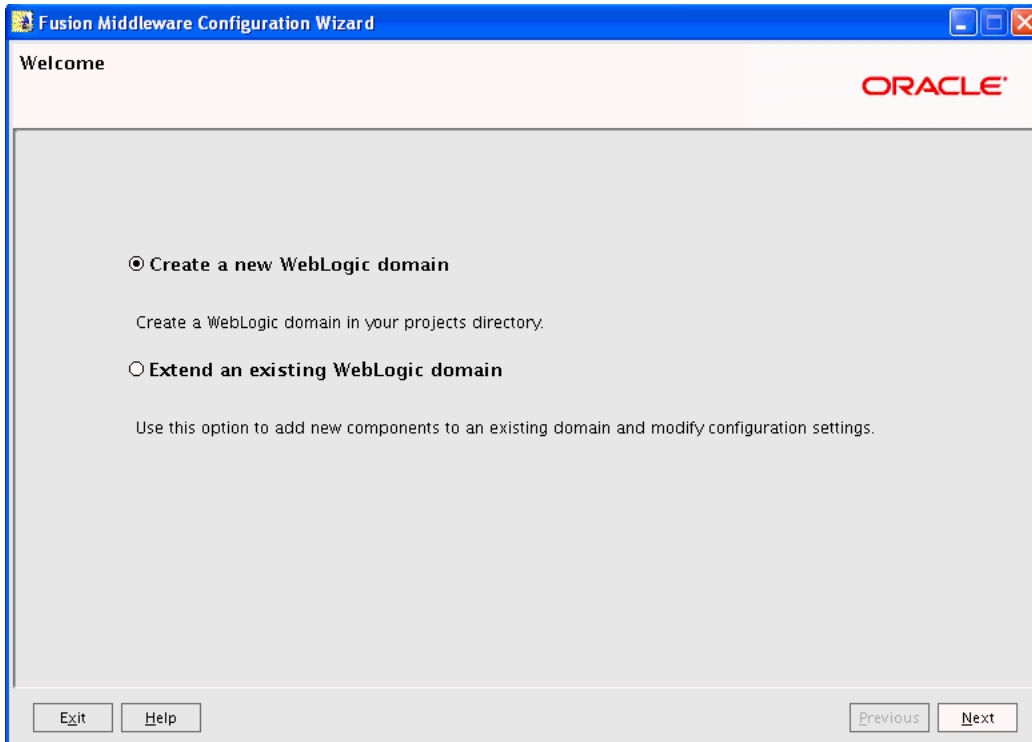 Fusion Middleware Configuration Wizard
Welcome
ORACLE
Create a new WebLogic domain
Create a WebLogic domain in your projects directory.
Extend an existing WebLogic domain
Use this option to add new components to an existing domain and modify configuration settings.
Exit Help Previous Next